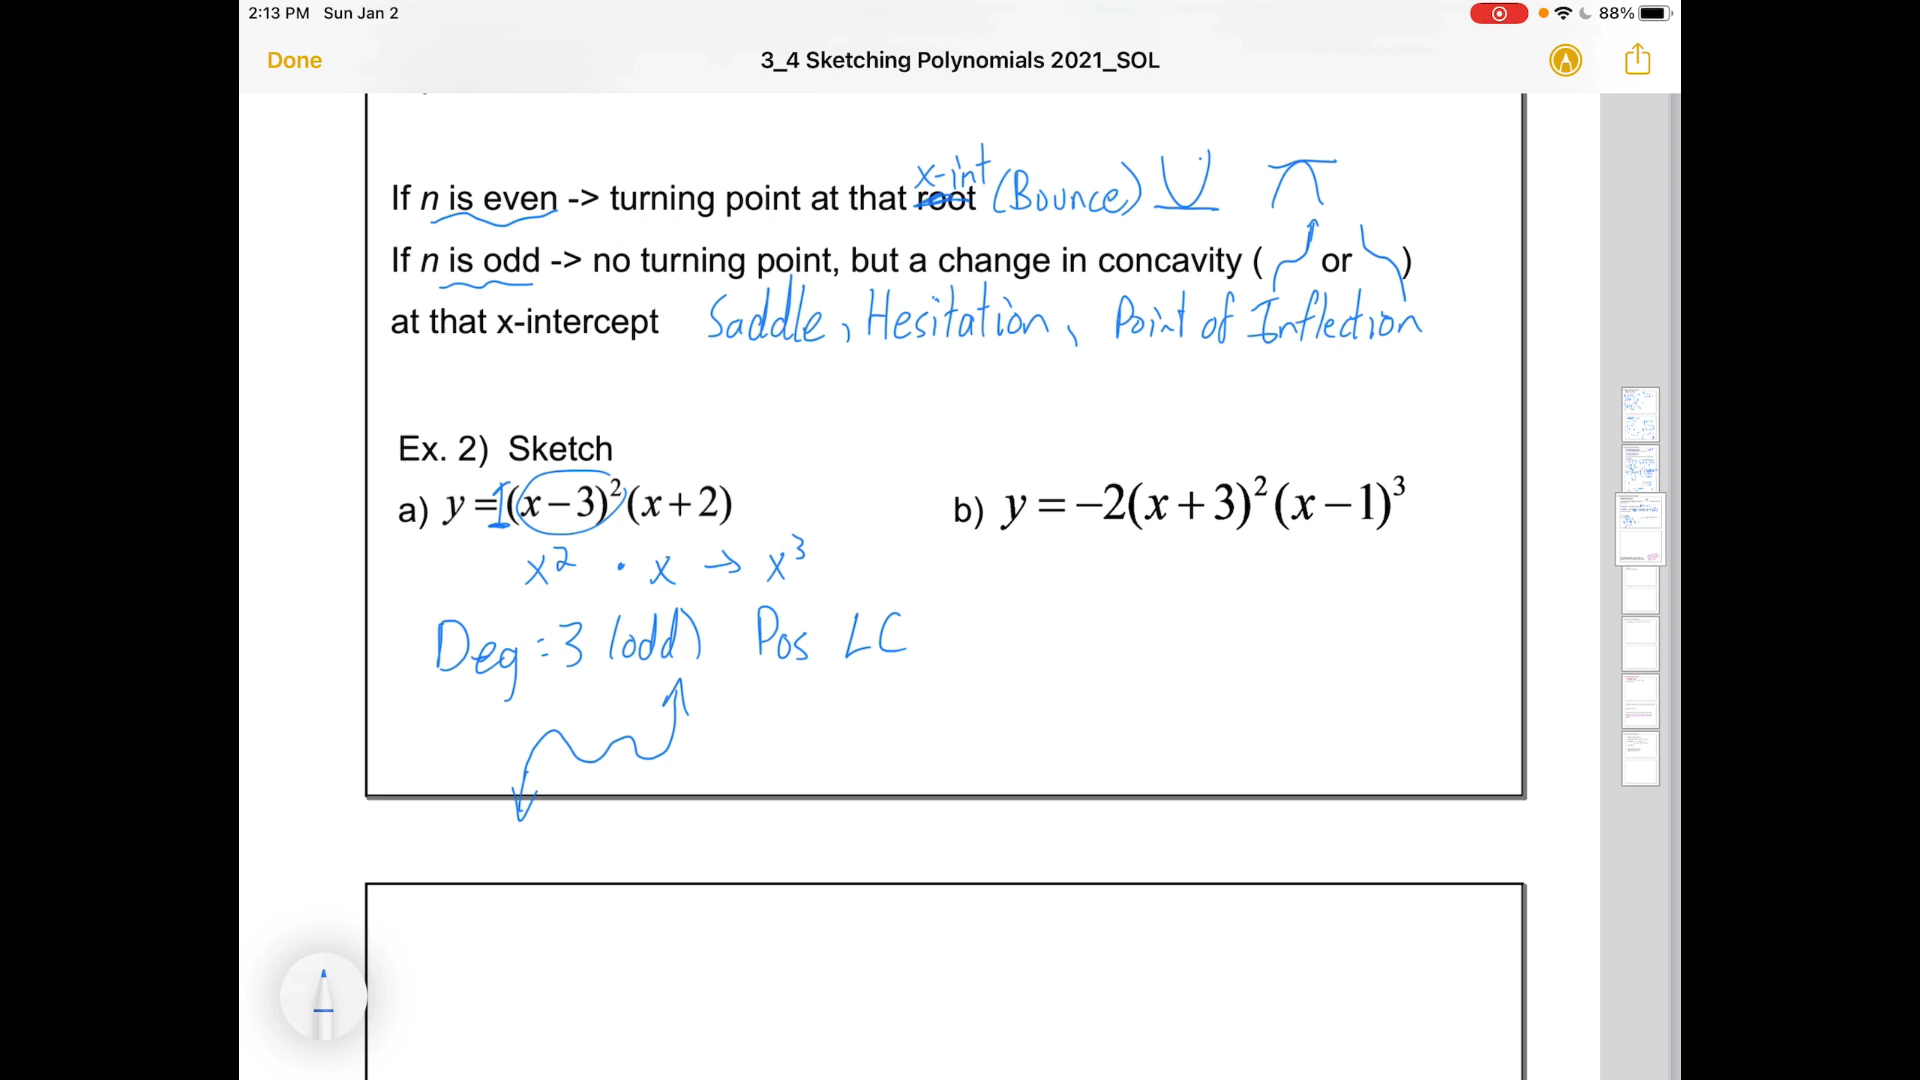 2:13 PM Sun Jan 2
88%
Done
3_4 Sketching Polynomials 2021_SOL
x-int
If n is even -> turning point at that root (Bounce)
If n is odd -> no turning point, but a change in concavity ( or )
at that x-intercept Saddle, Hesitation, Point of Inflection
Ex. 2) Sketch
a) y = 1(x − 3)²(x + 2)
b) y = −2(x + 3)²(x − 1)³
x² · x → x³
Deg = 3 (odd) Pos LC